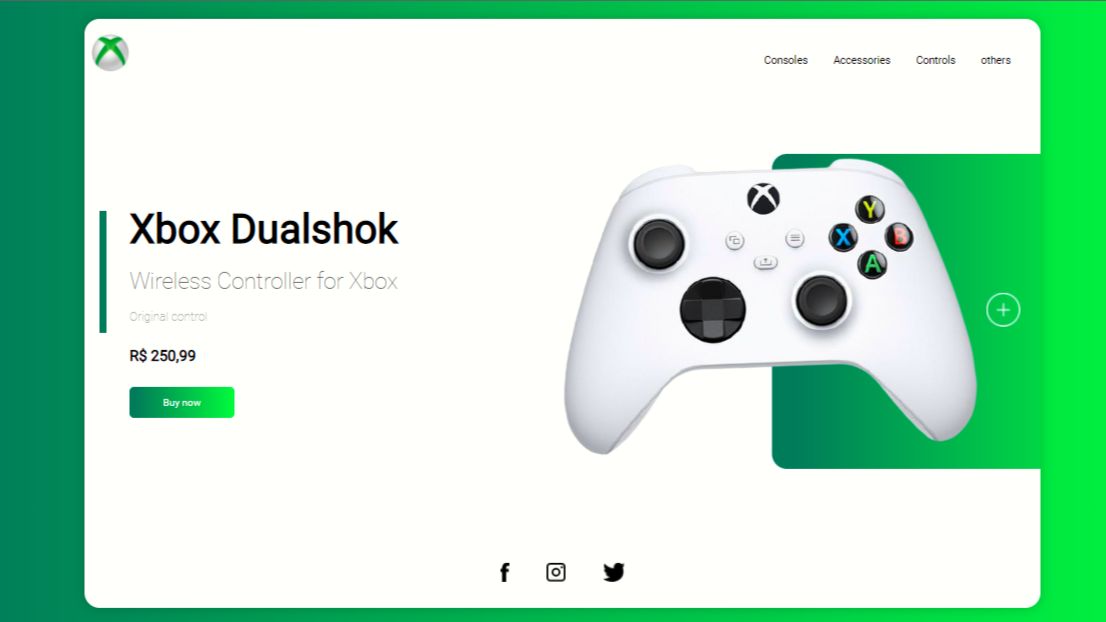 Consoles Accessories Controls others
Xbox Dualshok
Wireless Controller for Xbox
Original control
R$ 250,99
Buy now
Y
X B
A